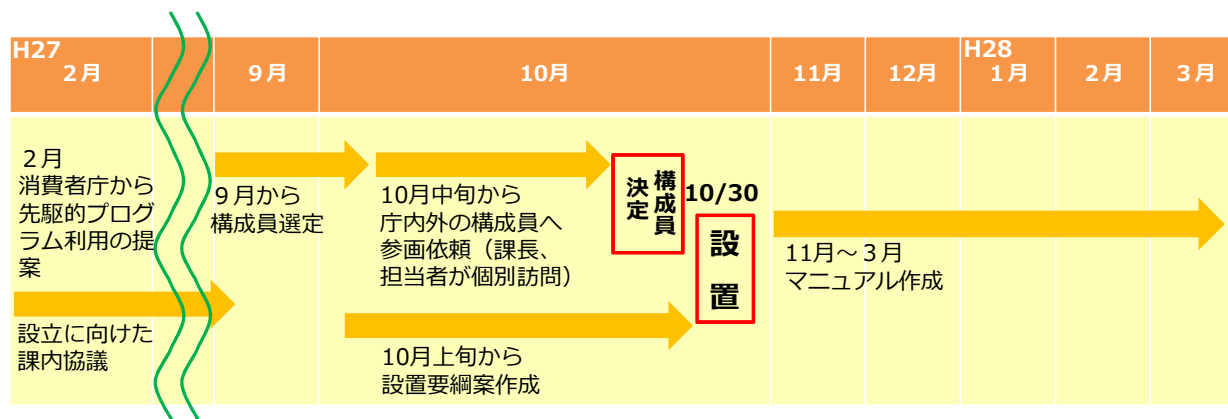 H27
2月
9月
10月
11月
12月
H28
1月
2月
3月
2月
消費者庁から
先駆的プログ
ラム利用の提
案
設立に向けた
課内協議
9月から
構成員選定
10月中旬から
庁内外の構成員へ
参画依頼（課長、
担当者が個別訪問）
10月上旬から
設置要綱案作成
構成員
決定
10/30
設置
11月～3月
マニュアル作成